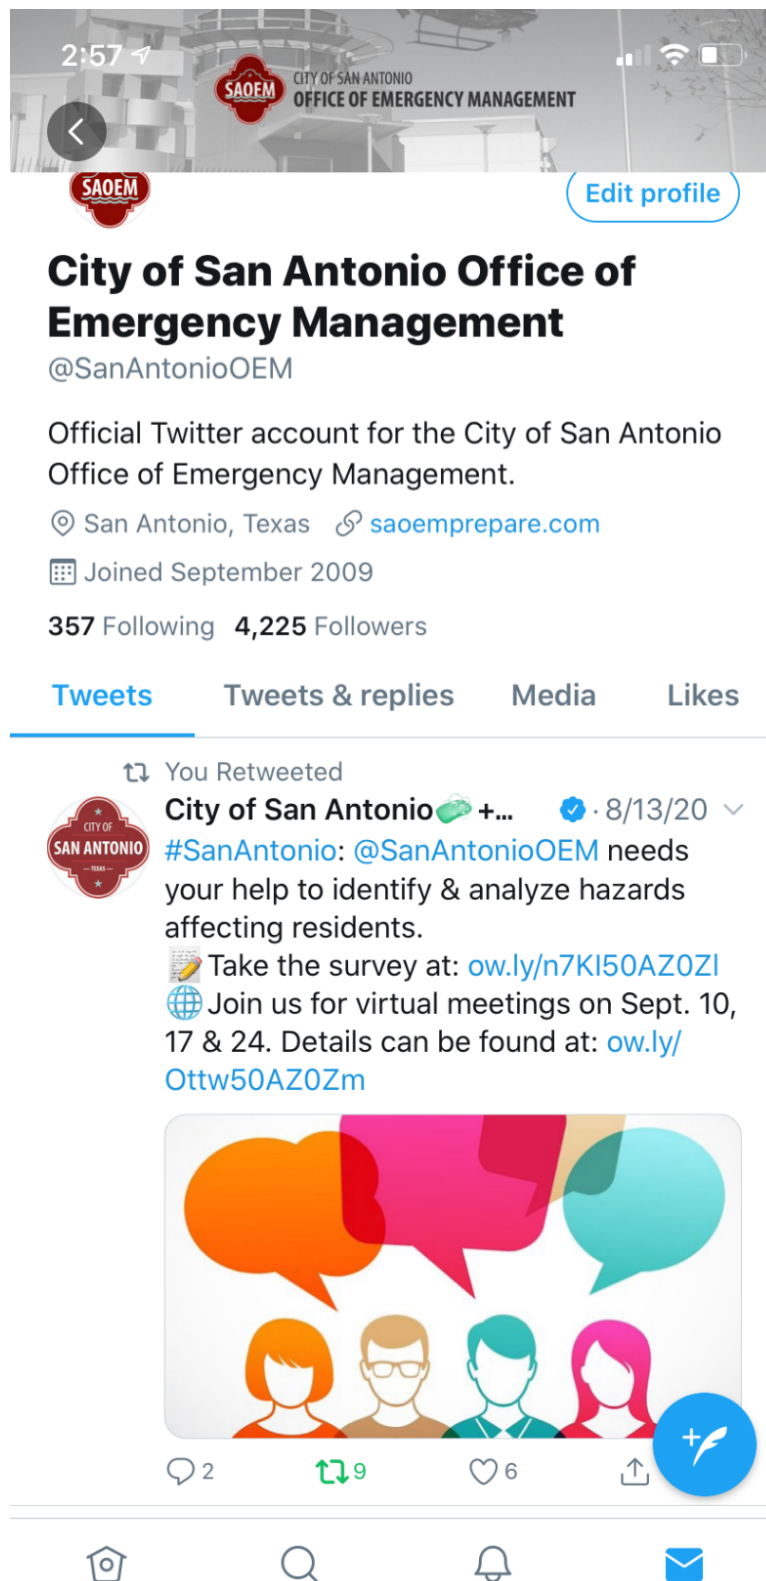 2:57
SAOEM
CITY OF SAN ANTONIO
OFFICE OF EMERGENCY MANAGEMENT
SAOEM
Edit profile
City of San Antonio Office of
Emergency Management
@SanAntonioOEM
Official Twitter account for the City of San Antonio
Office of Emergency Management.
San Antonio, Texas saoemprepare.com
Joined September 2009
357 Following 4,225 Followers
Tweets Tweets & replies Media Likes
You Retweeted
City of San Antonio🧼 +... · 8/13/20
CITY OF
SAN ANTONIO
TEXAS
#SanAntonio: @SanAntonioOEM needs
your help to identify & analyze hazards
affecting residents.
📝 Take the survey at: ow.ly/n7KI50AZ0Zl
🌐 Join us for virtual meetings on Sept. 10,
17 & 24. Details can be found at: ow.ly/
Ottw50AZ0Zm
2 9 6